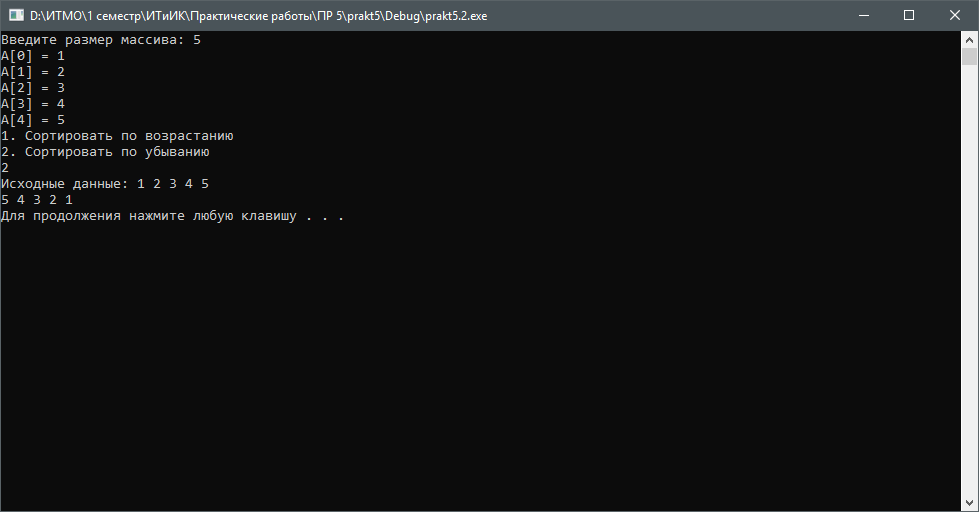 D:\ИТМО\1 семестр\ИТиИК\Практические работы\ПР 5\prakt5\Debug\prakt5.2.exe
Введите размер массива: 5
A[0] = 1
A[1] = 2
A[2] = 3
A[3] = 4
A[4] = 5
1. Сортировать по возрастанию
2. Сортировать по убыванию
2
Исходные данные: 1 2 3 4 5
5 4 3 2 1
Для продолжения нажмите любую клавишу . . .